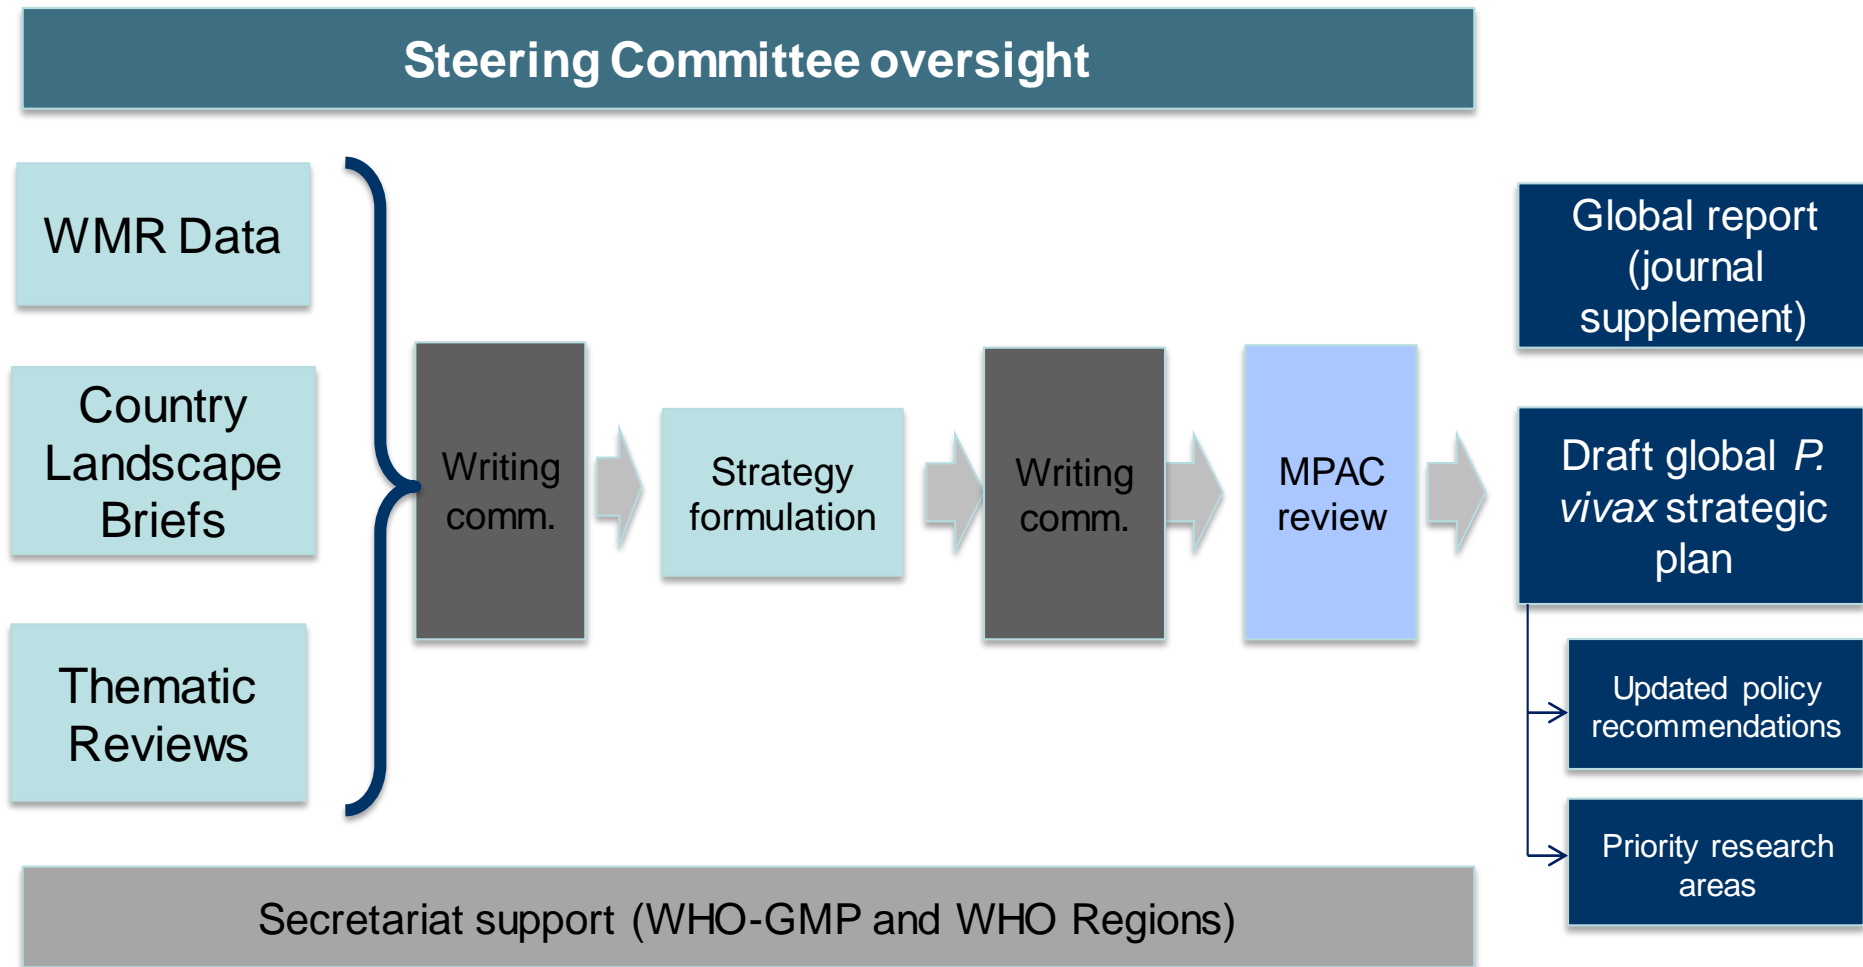 Steering Committee oversight
WMR Data
Country
Landscape
Briefs
Thematic
Reviews
Writing
comm.
Strategy
formulation
Writing
comm.
MPAC
review
Global report
(journal
supplement)
Draft global P.
vivax strategic
plan
Updated policy
recommendations
Priority research
areas
Secretariat support (WHO-GMP and WHO Regions)